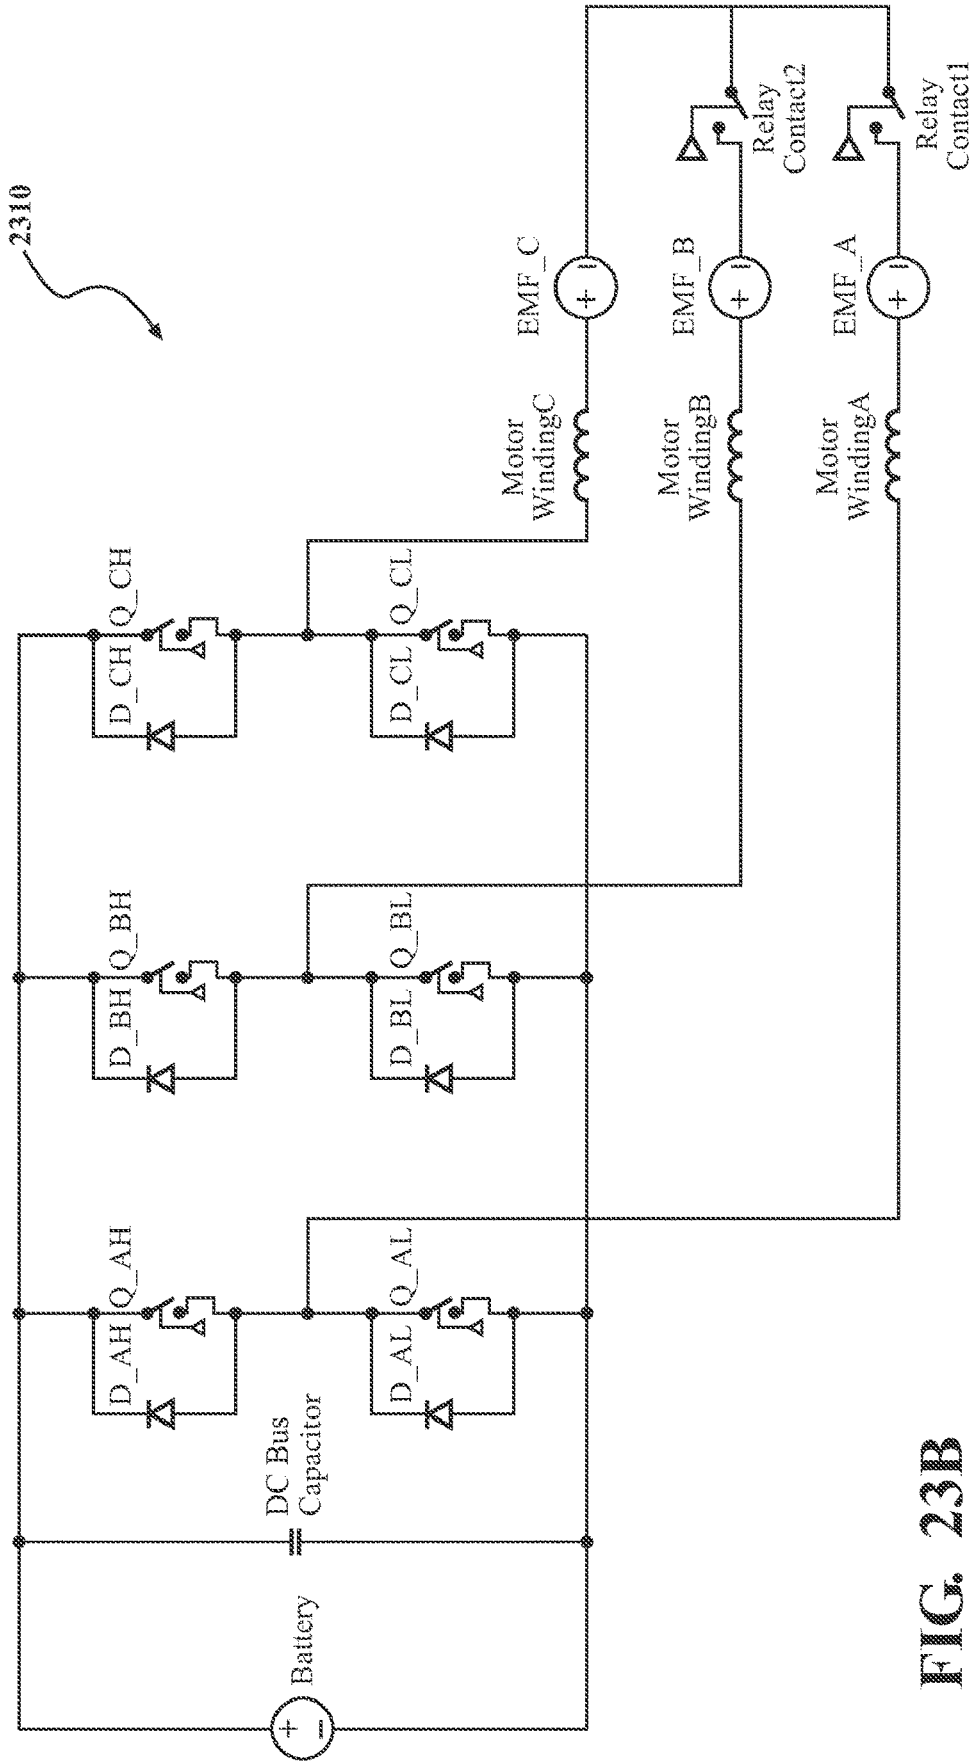 2310
Battery
+
−
DC Bus
Capacitor
D_AH
Q_AH
D_AL
Q_AL
D_BH
Q_BH
D_BL
Q_BL
D_CH
Q_CH
D_CL
Q_CL
Motor
WindingC
EMF_C
+
−
Motor
WindingB
EMF_B
+
−
Relay
Contact2
Motor
WindingA
EMF_A
+
−
Relay
Contact1
FIG. 23B